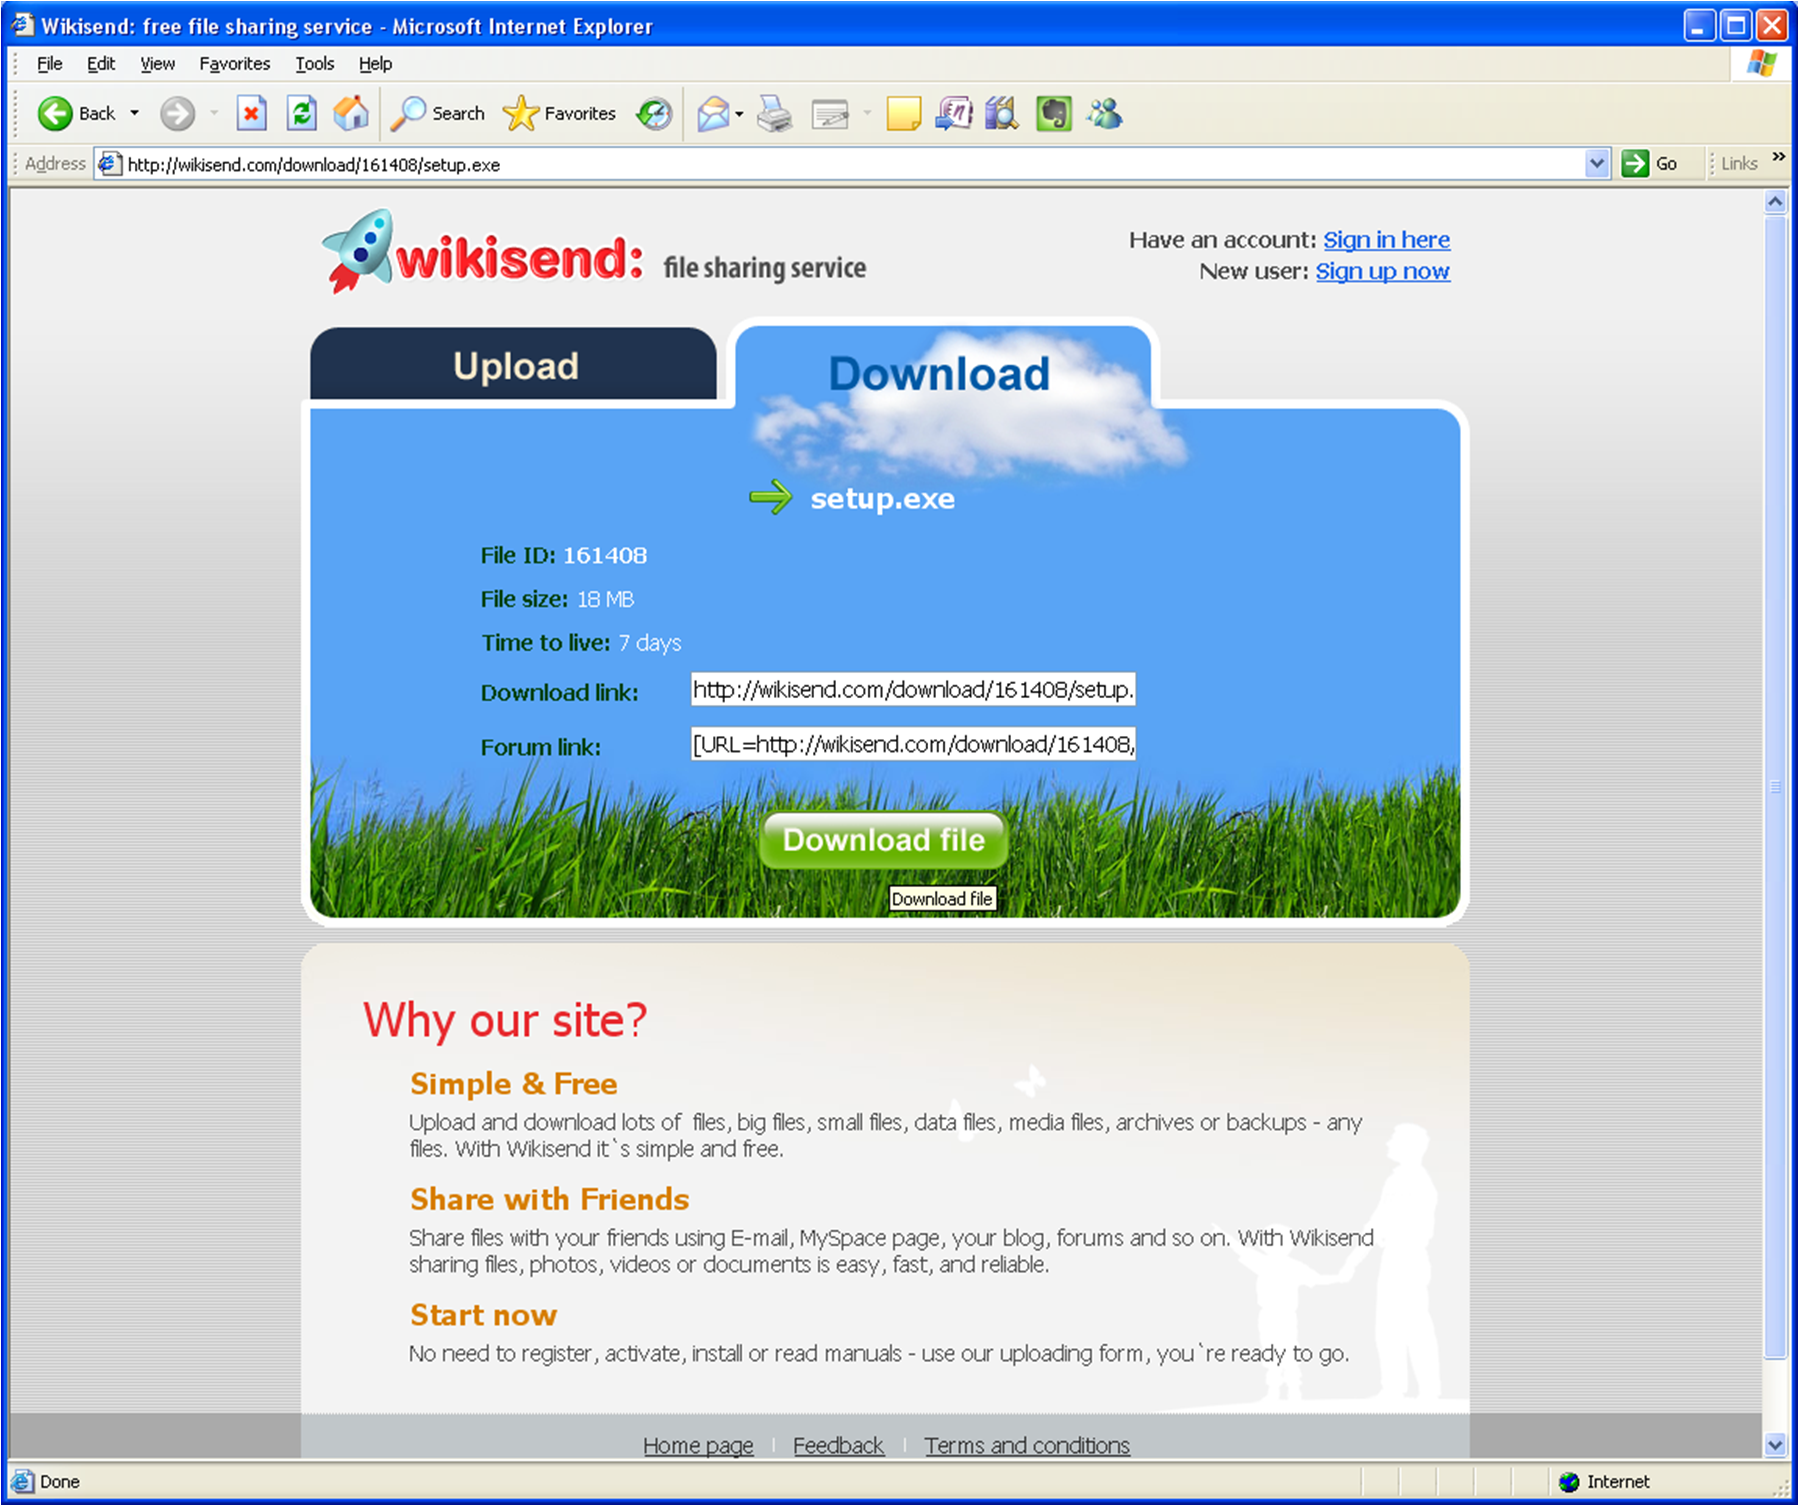 Wikisend: free file sharing service - Microsoft Internet Explorer
File Edit View Favorites Tools Help
Back Search Favorites
Address http://wikisend.com/download/161408/setup.exe Go Links »
wikisend: file sharing service
Have an account: Sign in here
New user: Sign up now
Upload Download
setup.exe
File ID: 161408
File size: 18 MB
Time to live: 7 days
Download link: http://wikisend.com/download/161408/setup.
Forum link: [URL=http://wikisend.com/download/161408,
Download file
Download file
Why our site?
Simple & Free
Upload and download lots of files, big files, small files, data files, media files, archives or backups - any
files. With Wikisend it`s simple and free.
Share with Friends
Share files with your friends using E-mail, MySpace page, your blog, forums and so on. With Wikisend
sharing files, photos, videos or documents is easy, fast, and reliable.
Start now
No need to register, activate, install or read manuals - use our uploading form, you`re ready to go.
Home page | Feedback | Terms and conditions
Done Internet